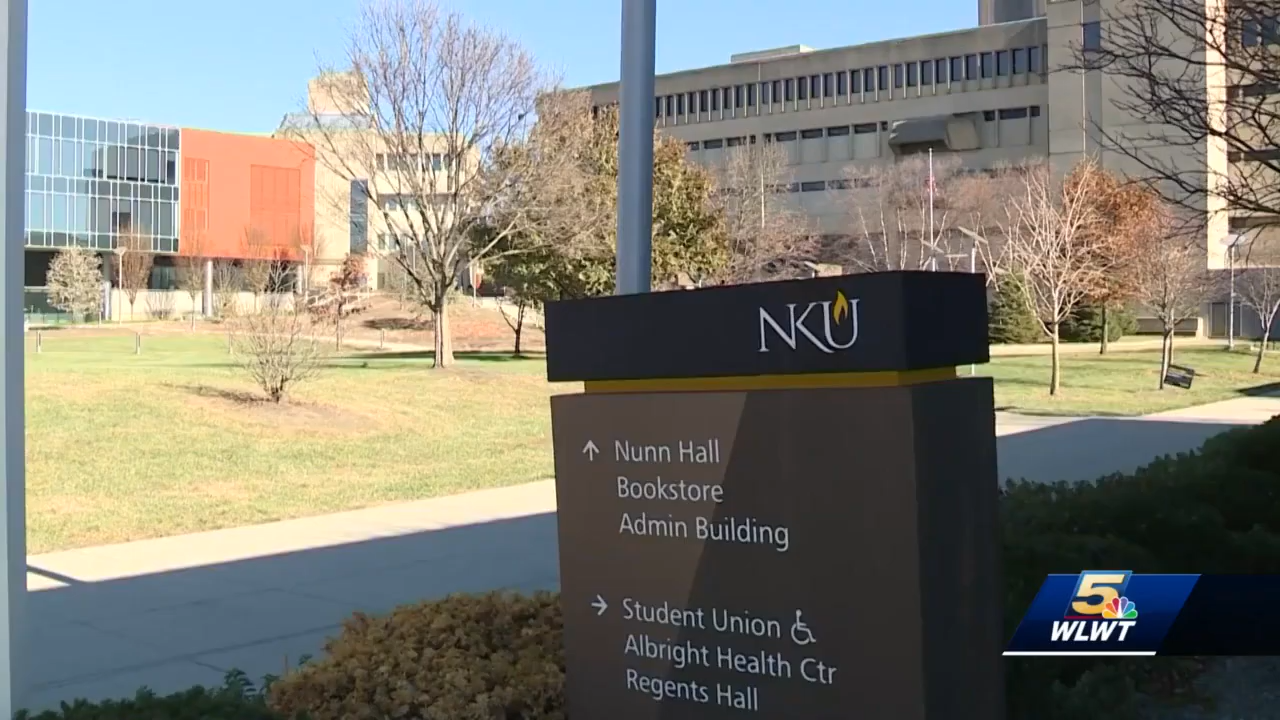 NKU
↑ Nunn Hall
Bookstore
Admin Building
→ Student Union
Albright Health Ctr
Regents Hall
5
WLWT